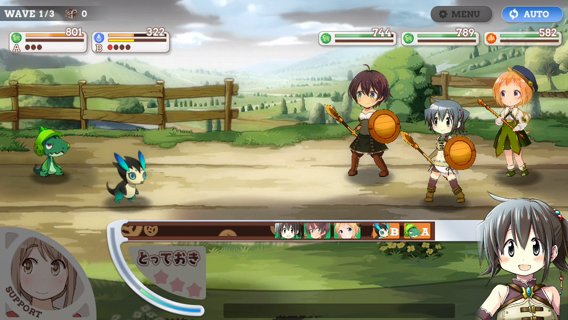 WAVE 1/3 0
MENU
AUTO
801
322
744
789
582
A
B
B
A
とっておき
SUPPORT